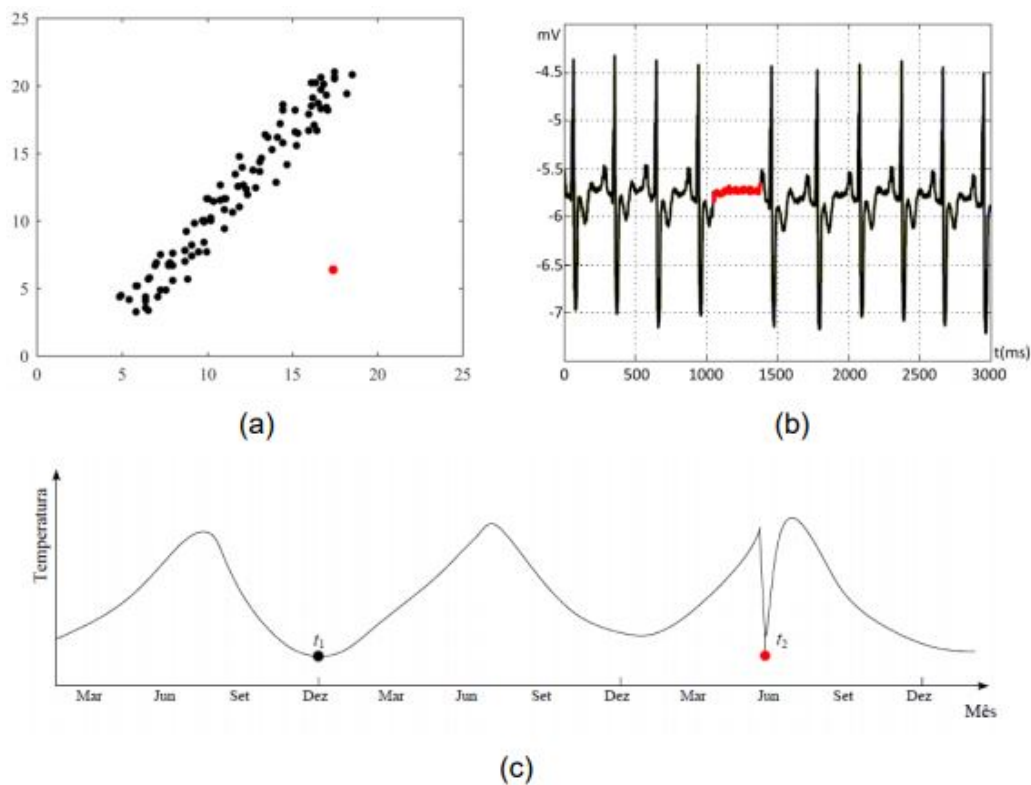 25
20
15
10
5
0
0 5 10 15 20 25
(a)
mV
-4.5
-5
-5.5
-6
-6.5
-7
t(ms)
0 500 1000 1500 2000 2500 3000
(b)
Temperatura
t1
t2
Mar Jun Set Dez Mar Jun Set Dez Mar Jun Set Dez
Mês
(c)